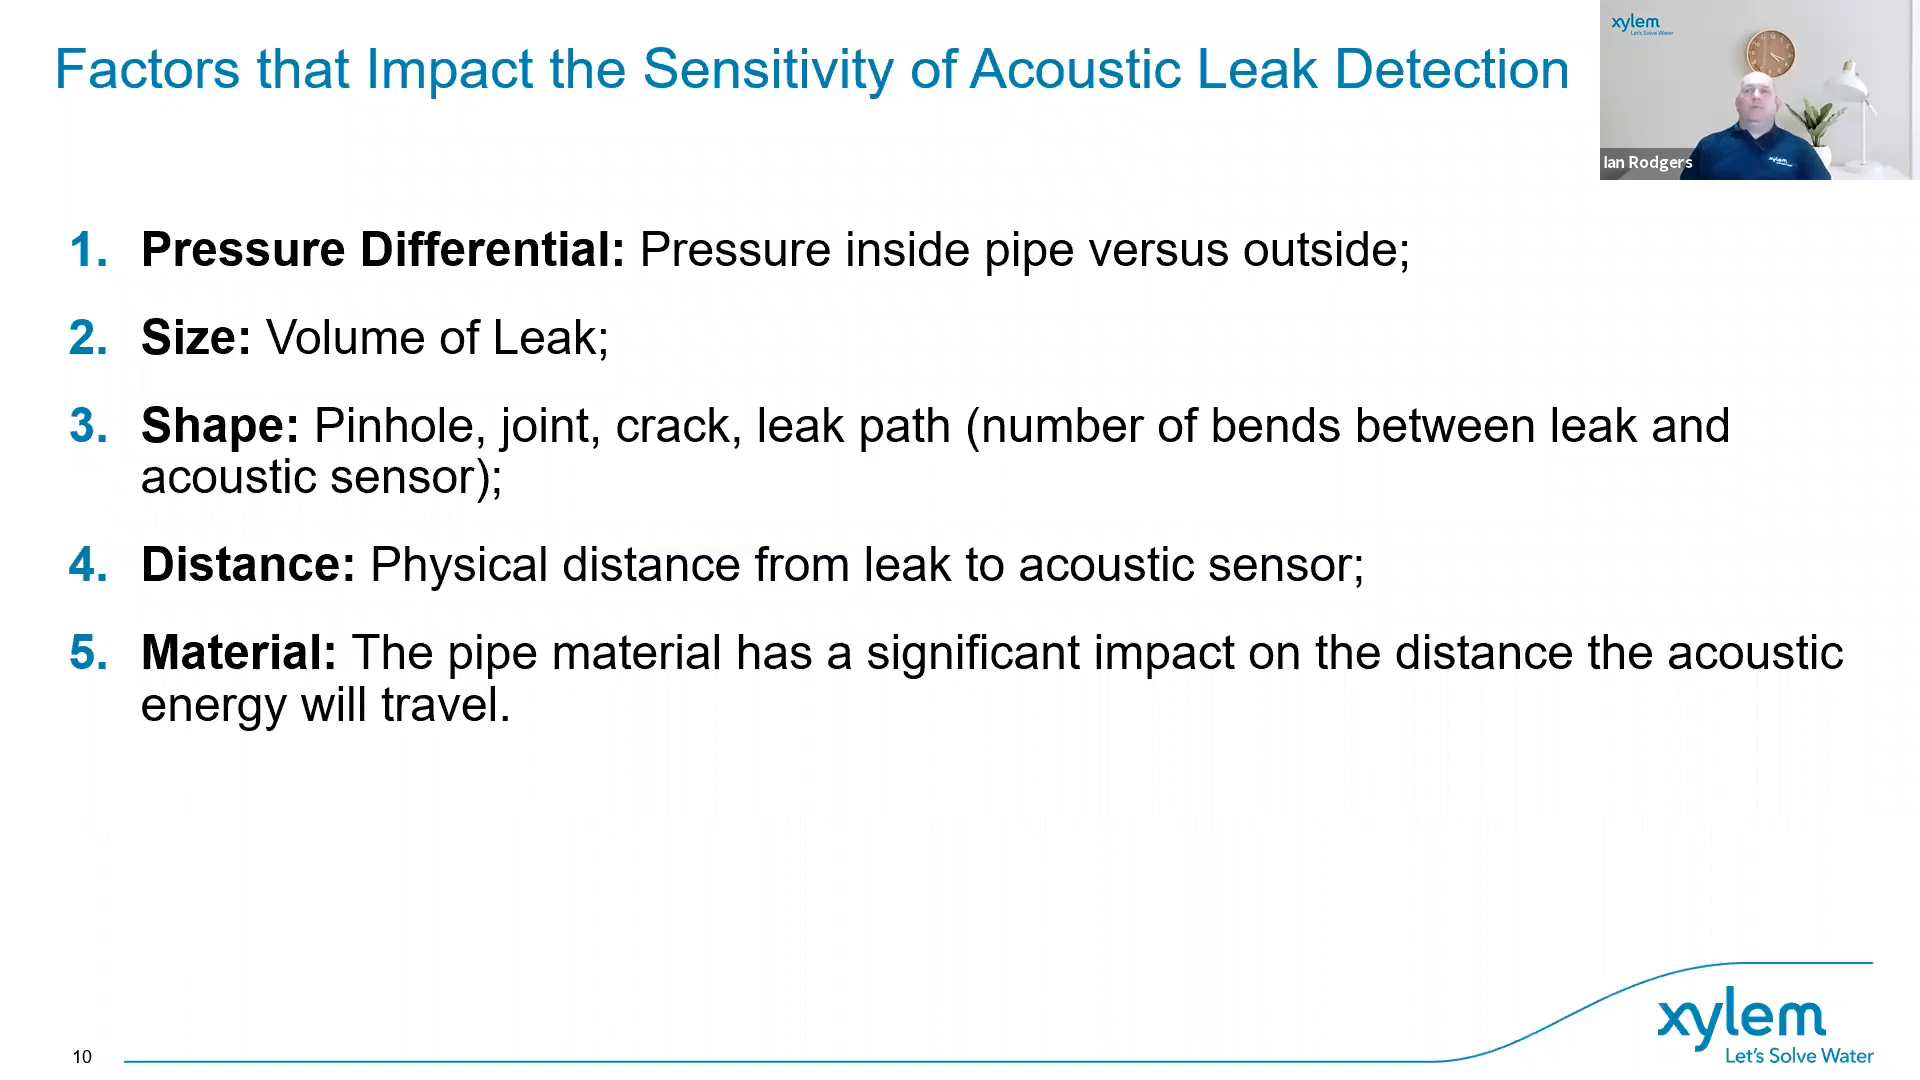 Factors that Impact the Sensitivity of Acoustic Leak Detection
xylem
Let's Solve Water
xylem
Ian Rodgers
1. Pressure Differential: Pressure inside pipe versus outside;
2. Size: Volume of Leak;
3. Shape: Pinhole, joint, crack, leak path (number of bends between leak and
acoustic sensor);
4. Distance: Physical distance from leak to acoustic sensor;
5. Material: The pipe material has a significant impact on the distance the acoustic
energy will travel.
xylem
Let's Solve Water
10